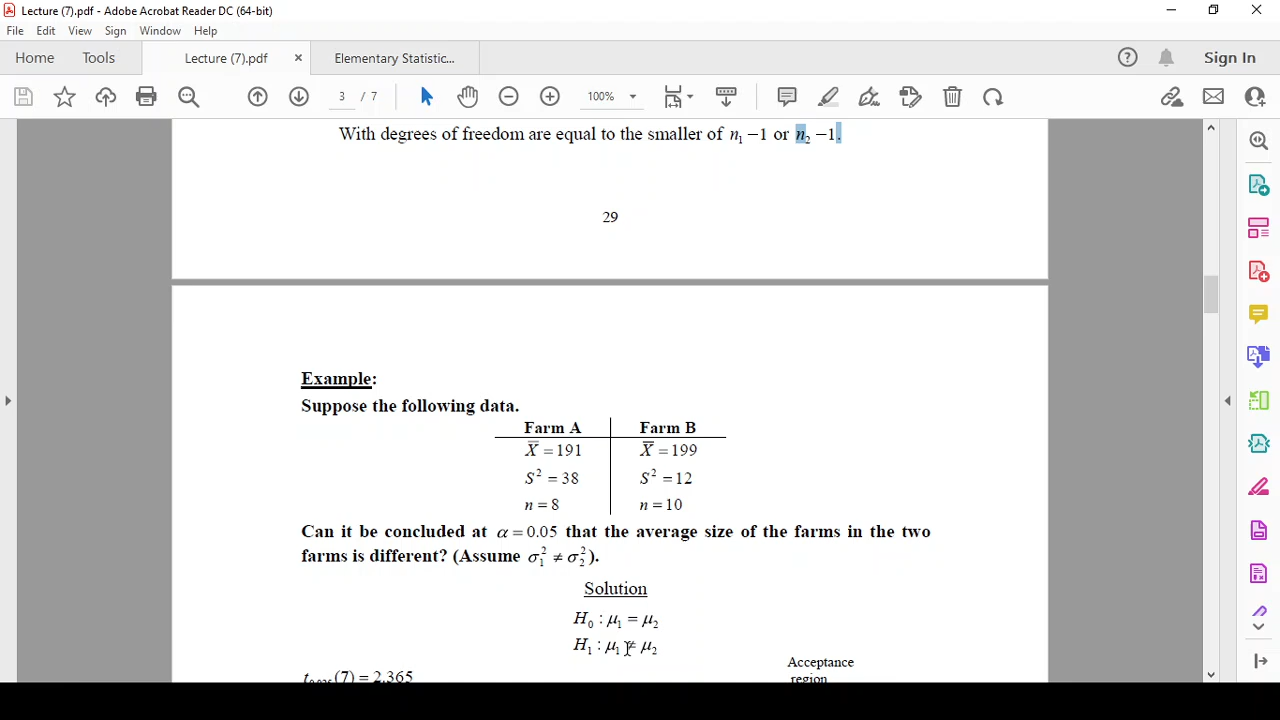 Lecture (7).pdf - Adobe Acrobat Reader DC (64-bit)
File Edit View Sign Window Help
Home Tools Lecture (7).pdf × Elementary Statistic... Sign In
3 / 7 100%
With degrees of freedom are equal to the smaller of n₁ −1 or n₂ −1.
29
Example:
Suppose the following data.
Farm A Farm B
X̅ = 191 X̅ = 199
S² = 38 S² = 12
n = 8 n = 10
Can it be concluded at α = 0.05 that the average size of the farms in the two
farms is different? (Assume σ₁² ≠ σ₂²).
Solution
H₀ : μ₁ = μ₂
H₁ : μ₁ ≠ μ₂
Acceptance
t₀.₀₂₅(7) = 2.365 region